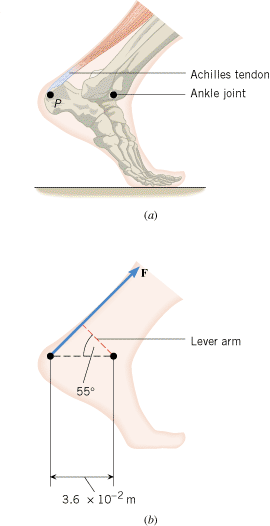 Achilles tendon
Ankle joint
P
(a)
F
Lever arm
55°
3.6 × 10⁻² m
(b)